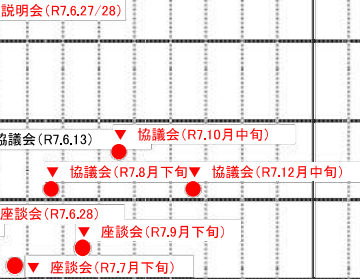 説明会(R7.6.27/28)
協議会(R7.6.13)
▼ 協議会(R7.10月中旬)
▼ 協議会(R7.8月下旬)
▼ 協議会(R7.12月中旬)
座談会(R7.6.28)
▼ 座談会(R7.9月下旬)
▼ 座談会(R7.7月下旬)